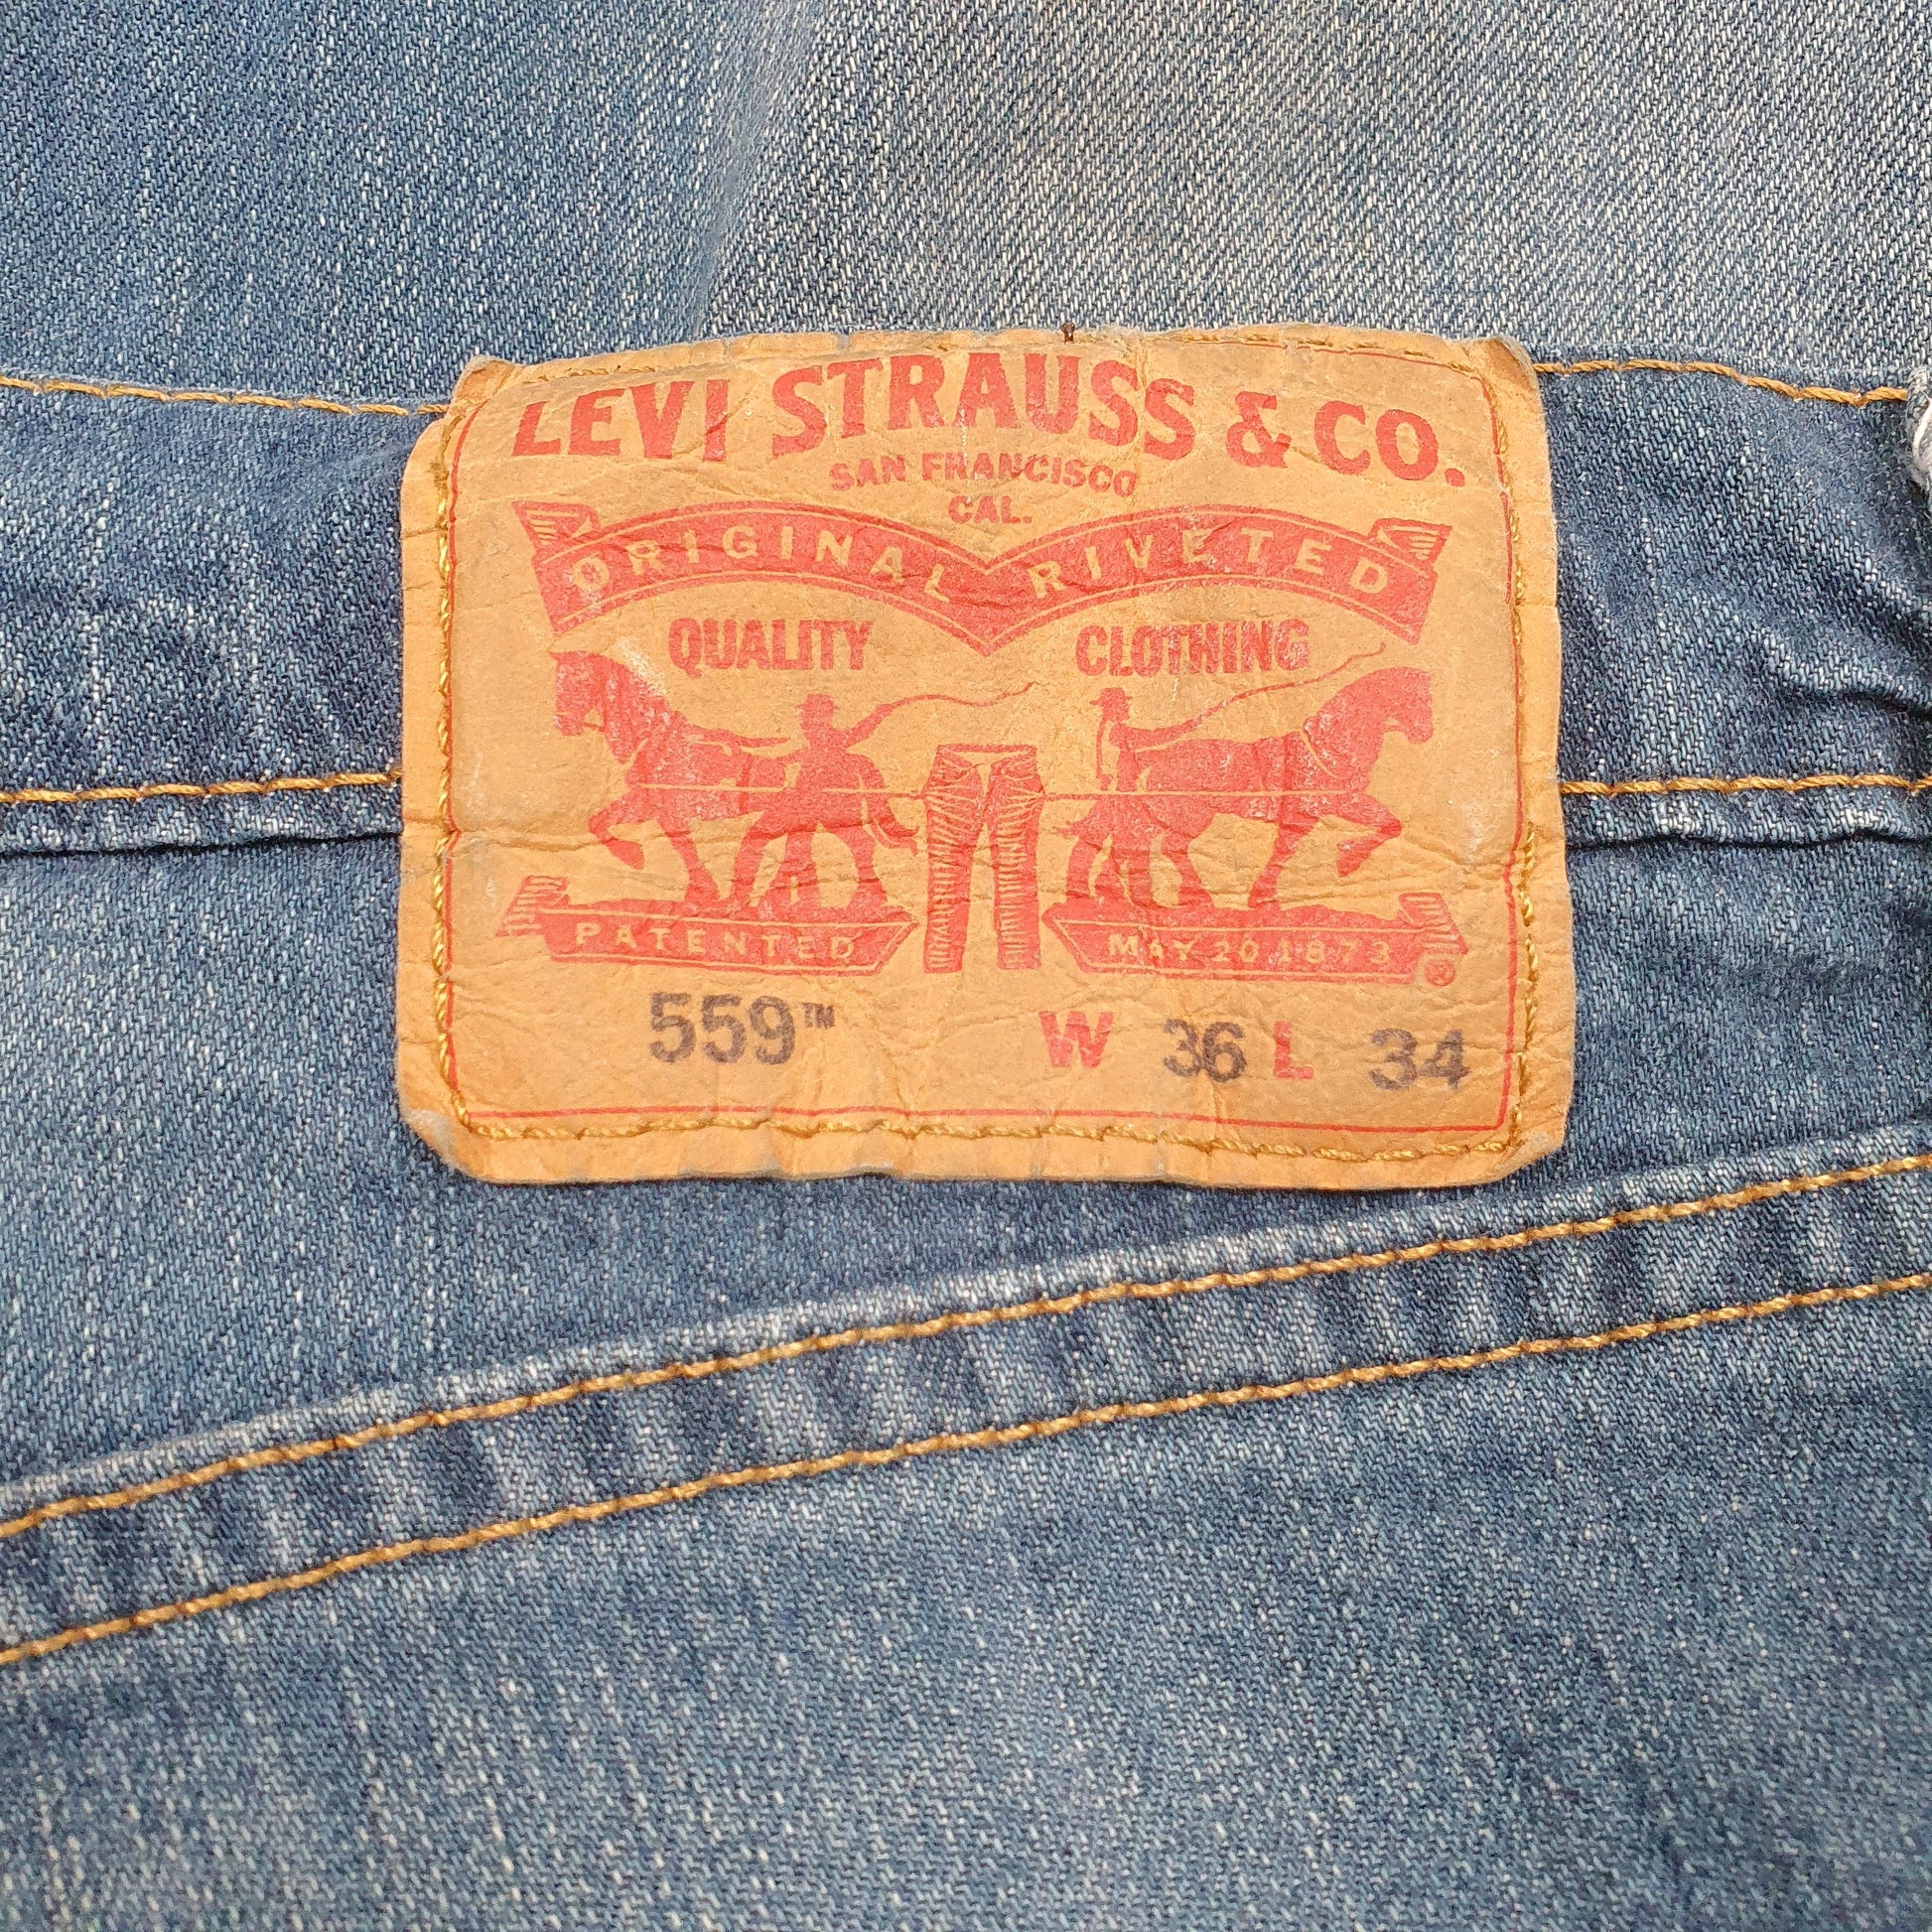 LEVI STRAUSS & CO.
SAN FRANCISCO
CAL.
ORIGINAL RIVETED
QUALITY CLOTHING
PATENTED MAY 20 1873 ®
559™ W 36 L 34